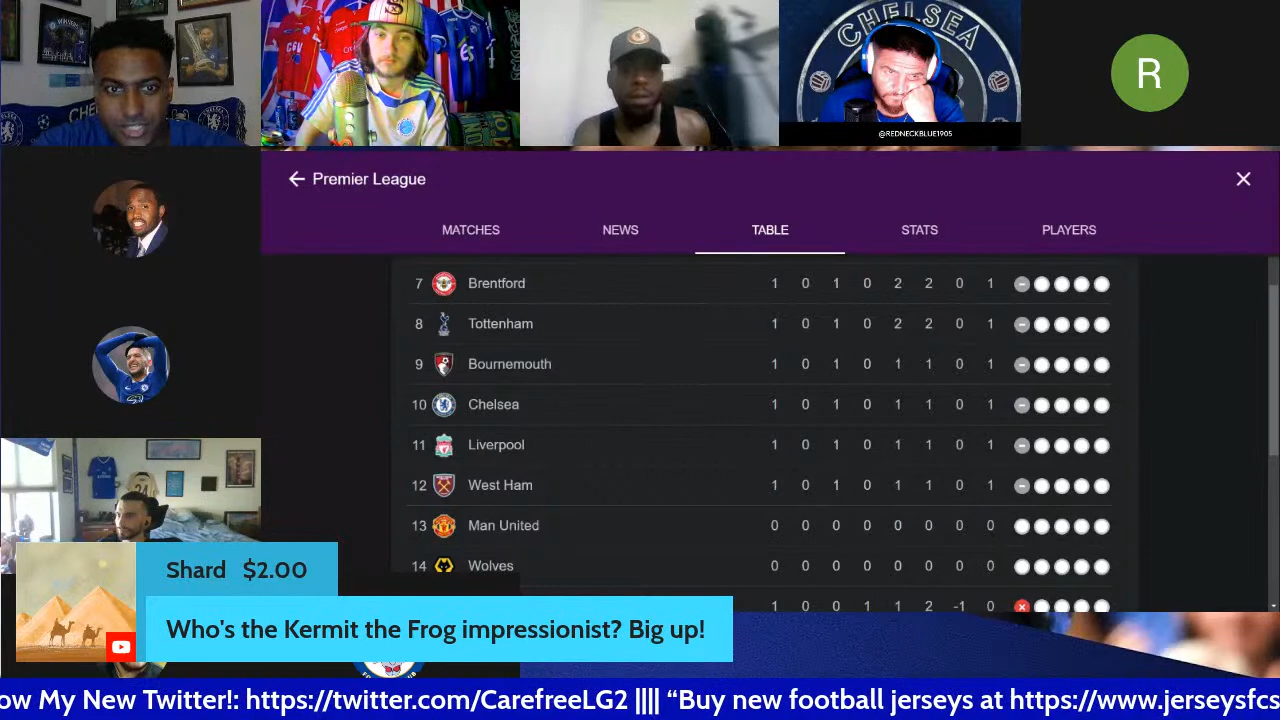 CHELSEA
@REDNECKBLUE1905
R
Premier League
MATCHES NEWS TABLE STATS PLAYERS
7 Brentford 1 0 1 0 2 2 0 1
8 Tottenham 1 0 1 0 2 2 0 1
9 Bournemouth 1 0 1 0 1 1 0 1
10 Chelsea 1 0 1 0 1 1 0 1
11 Liverpool 1 0 1 0 1 1 0 1
12 West Ham 1 0 1 0 1 1 0 1
13 Man United 0 0 0 0 0 0 0 0
14 Wolves 0 0 0 0 0 0 0 0
1 0 0 1 1 2 -1 0
Shard $2.00
Who's the Kermit the Frog impressionist? Big up!
ow My New Twitter!: https://twitter.com/CarefreeLG2 |||| “Buy new football jerseys at https://www.jerseysfcs